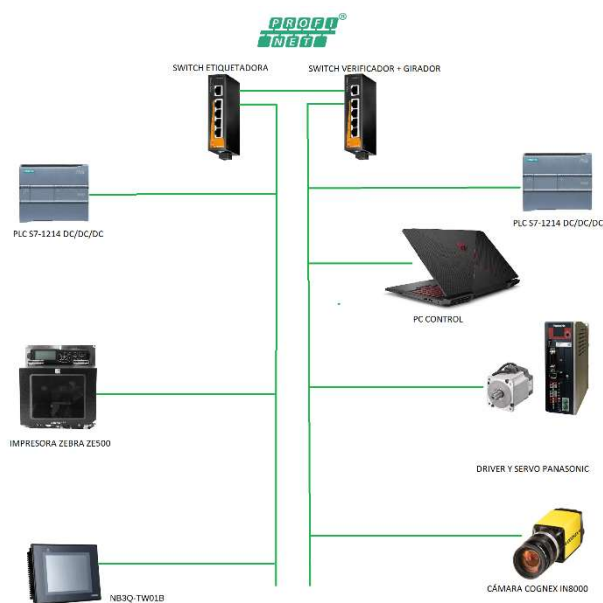 PROFI
NET®
SWITCH ETIQUETADORA
SWITCH VERIFICADOR + GIRADOR
PLC S7-1214 DC/DC/DC
PLC S7-1214 DC/DC/DC
PC CONTROL
IMPRESORA ZEBRA ZE500
DRIVER Y SERVO PANASONIC
NB3Q-TW01B
CÁMARA COGNEX IN8000